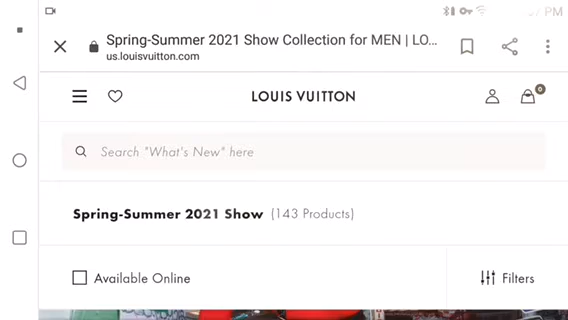 Spring-Summer 2021 Show Collection for MEN | LO...
us.louisvuitton.com
LOUIS VUITTON
0
Search "What's New" here
Spring-Summer 2021 Show (143 Products)
Available Online
Filters